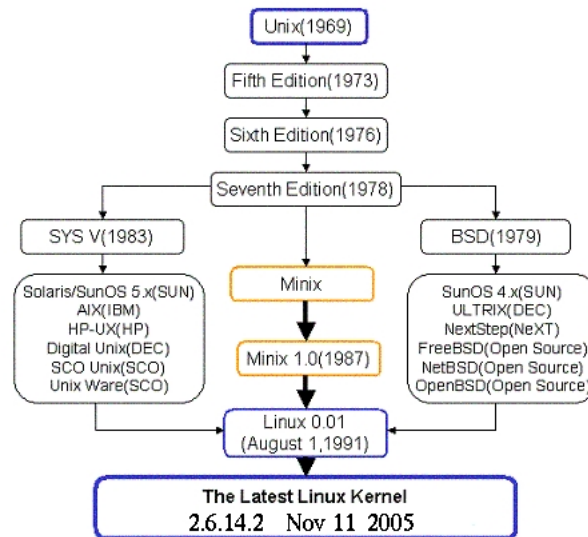 Unix(1969)
Fifth Edition(1973)
Sixth Edition(1976)
Seventh Edition(1978)
SYS V(1983)
BSD(1979)
Solaris/SunOS 5.x(SUN)
AIX(IBM)
HP-UX(HP)
Digital Unix(DEC)
SCO Unix(SCO)
Unix Ware(SCO)
Minix
Minix 1.0(1987)
SunOS 4.x(SUN)
ULTRIX(DEC)
NextStep(NeXT)
FreeBSD(Open Source)
NetBSD(Open Source)
OpenBSD(Open Source)
Linux 0.01
(August 1,1991)
The Latest Linux Kernel
2.6.14.2 Nov 11 2005